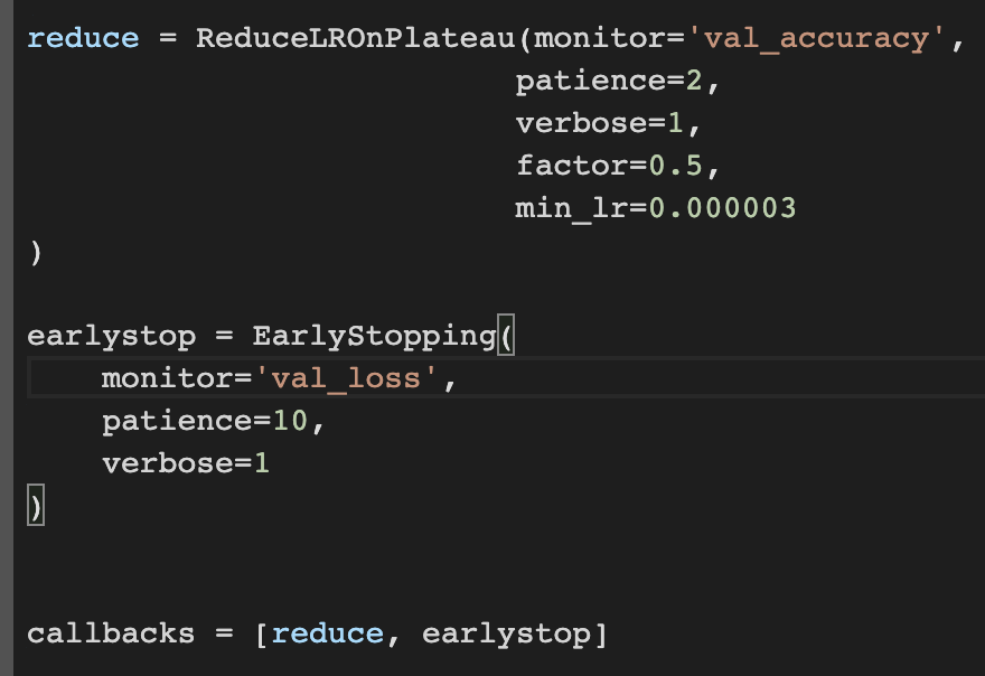 reduce = ReduceLROnPlateau(monitor='val_accuracy',
                          patience=2,
                          verbose=1,
                          factor=0.5,
                          min_lr=0.000003
)
earlystop = EarlyStopping(
    monitor='val_loss',
    patience=10,
    verbose=1
)
callbacks = [reduce, earlystop]